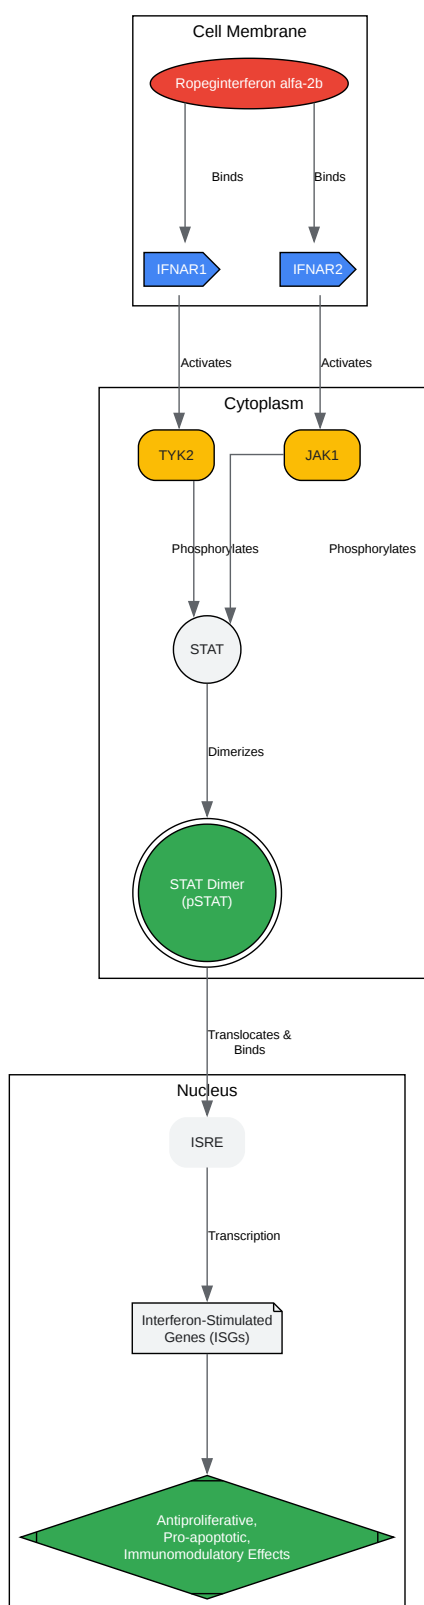 Cell Membrane
Ropeginterferon alfa-2b
Binds
Binds
IFNAR1
IFNAR2
Activates
Activates
Cytoplasm
TYK2
JAK1
Phosphorylates
Phosphorylates
STAT
Dimerizes
STAT Dimer
(pSTAT)
Translocates &
Binds
Nucleus
ISRE
Transcription
Interferon-Stimulated
Genes (ISGs)
Antiproliferative,
Pro-apoptotic,
Immunomodulatory Effects